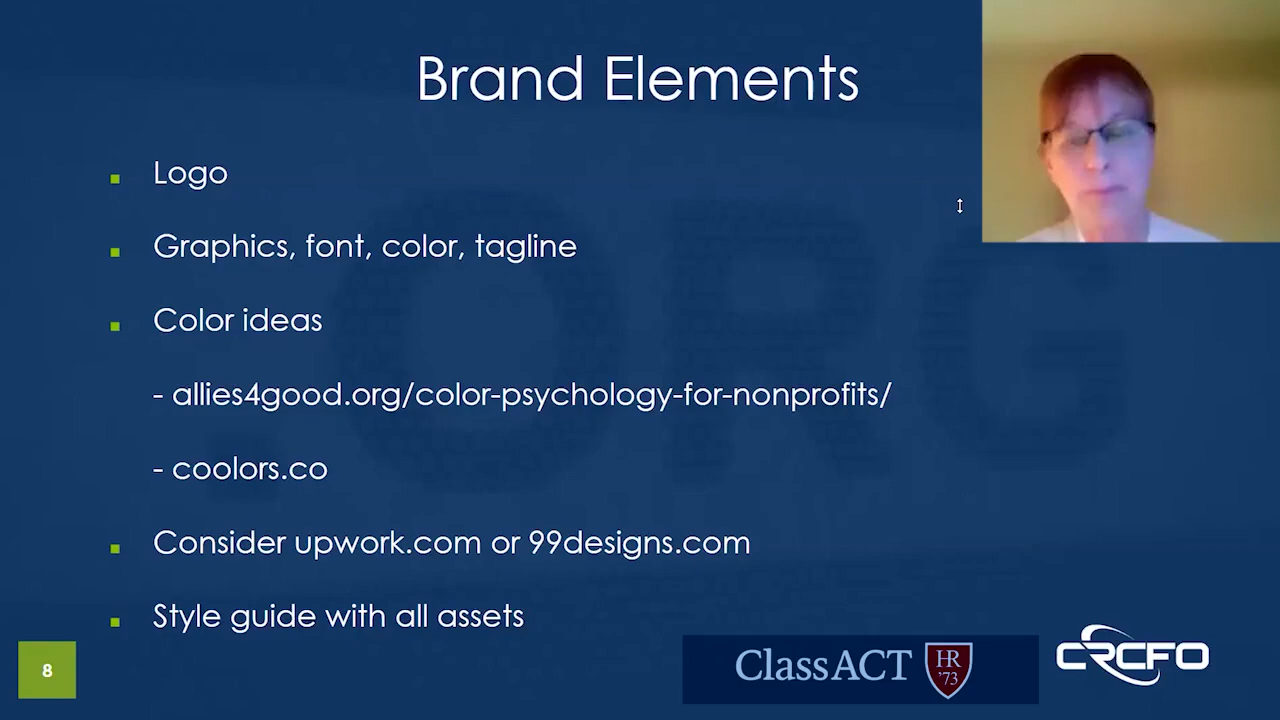 Brand Elements
Logo
Graphics, font, color, tagline
Color ideas
- allies4good.org/color-psychology-for-nonprofits/
- coolors.co
Consider upwork.com or 99designs.com
Style guide with all assets
8
ClassACT HR '73
CRCFO
.ORG